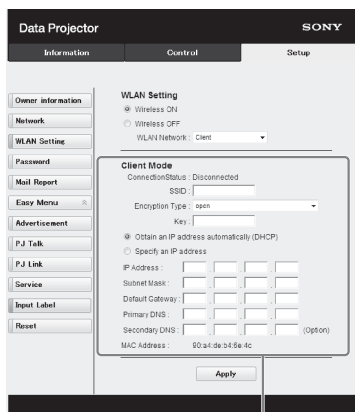 Data Projector
SONY
Information
Control
Setup
Owner information
Network
WLAN Setting
Password
Mail Report
Easy Menu
Advertisement
PJ Talk
PJ Link
Service
Input Label
Reset
WLAN Setting
Wireless ON
Wireless OFF
WLAN Network : Client
Client Mode
ConnectionStatus : Disconnected
SSID :
Encryption Type : open
Key :
Obtain an IP address automatically (DHCP)
Specify an IP address
IP Address :
Subnet Mask :
Default Gateway :
Primary DNS :
Secondary DNS : (Option)
MAC Address : 90:a4:de:b4:6e:4c
Apply